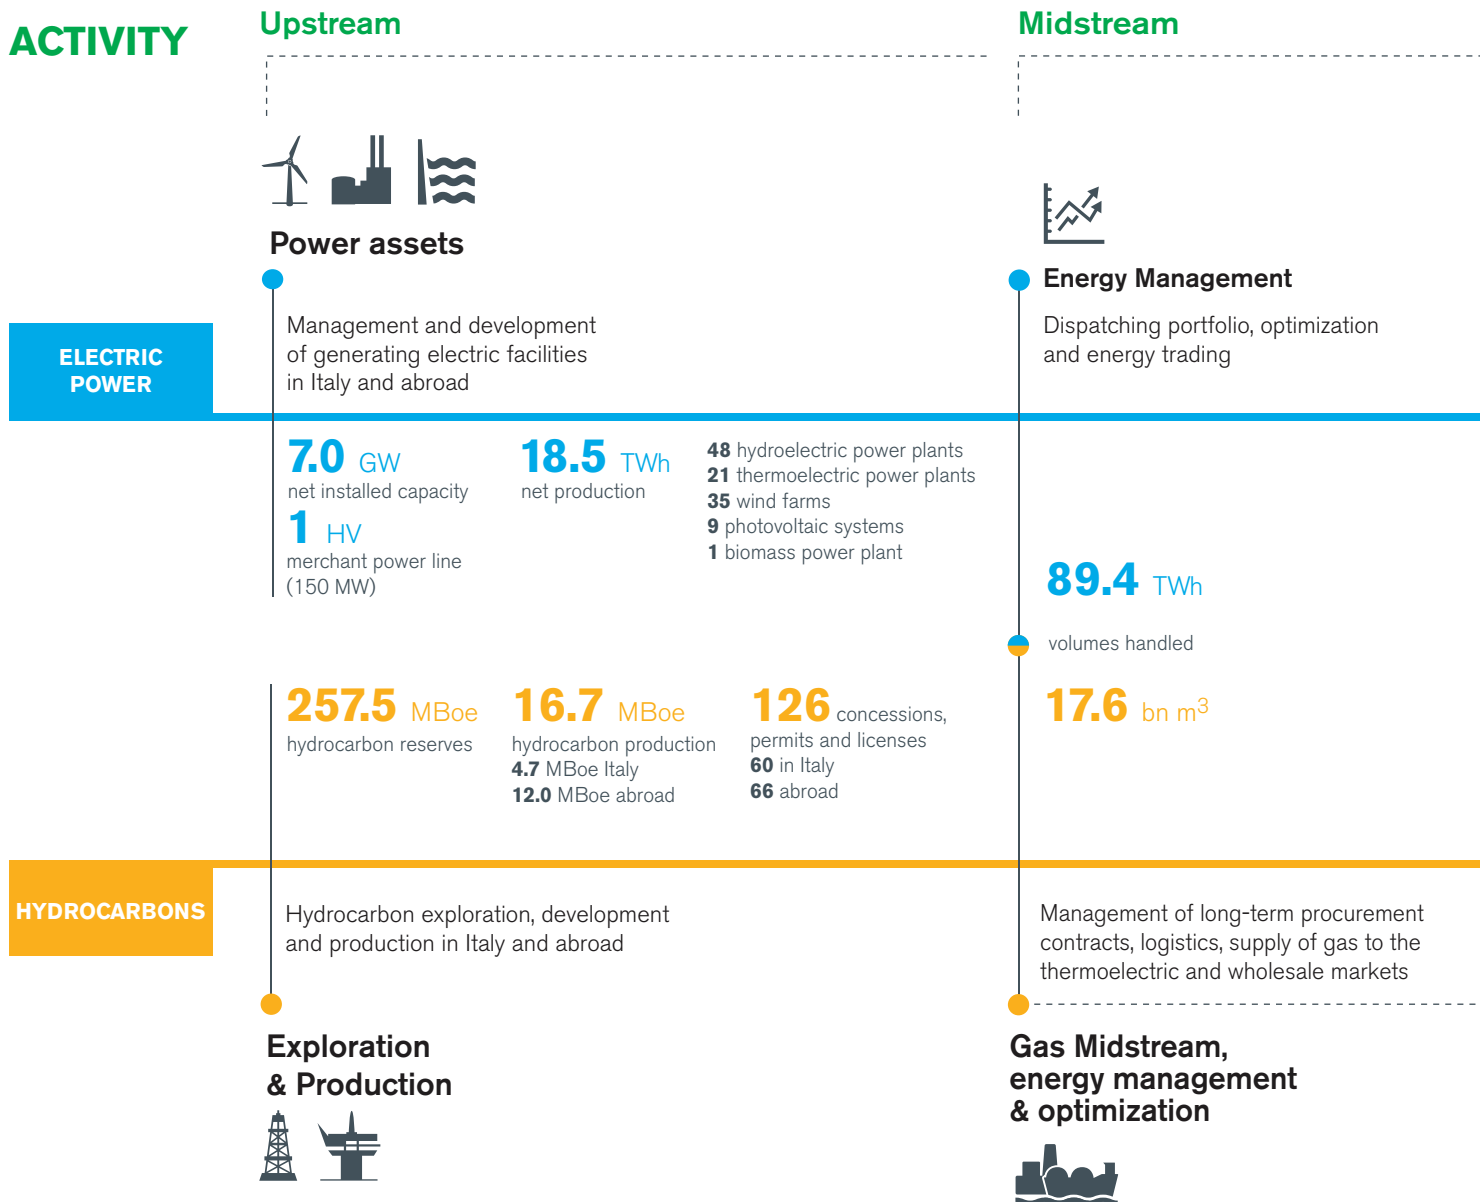 ACTIVITY
Upstream
Midstream
Power assets
Energy Management
Management and development
of generating electric facilities
in Italy and abroad
Dispatching portfolio, optimization
and energy trading
ELECTRIC
POWER
7.0 GW
net installed capacity
1 HV
merchant power line
(150 MW)
18.5 TWh
net production
48 hydroelectric power plants
21 thermoelectric power plants
35 wind farms
9 photovoltaic systems
1 biomass power plant
89.4 TWh
volumes handled
17.6 bn m³
257.5 MBoe
hydrocarbon reserves
16.7 MBoe
hydrocarbon production
4.7 MBoe Italy
12.0 MBoe abroad
126 concessions,
permits and licenses
60 in Italy
66 abroad
HYDROCARBONS
Hydrocarbon exploration, development
and production in Italy and abroad
Management of long-term procurement
contracts, logistics, supply of gas to the
thermoelectric and wholesale markets
Exploration
& Production
Gas Midstream,
energy management
& optimization